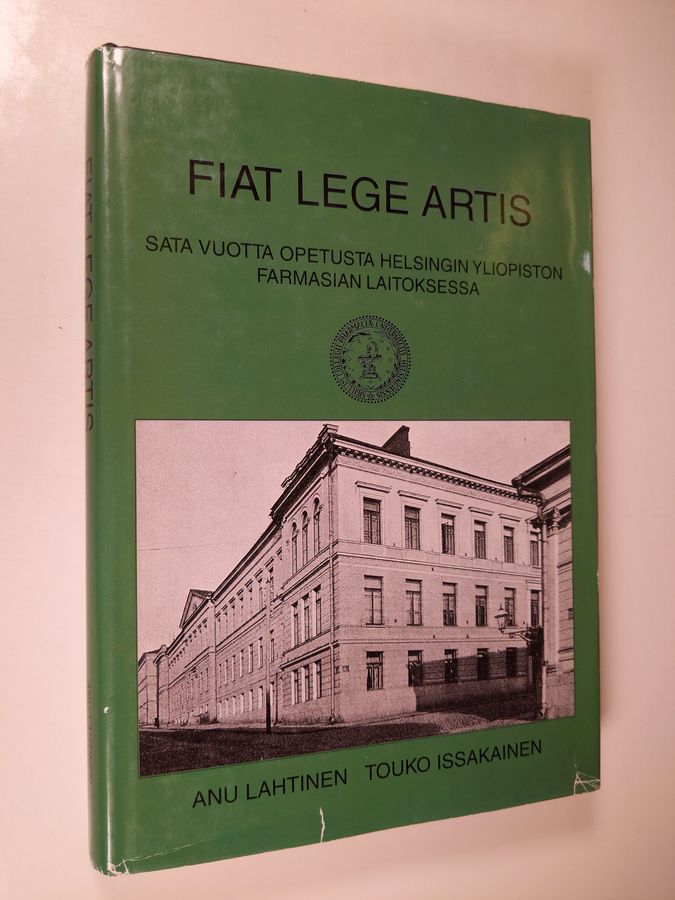 FIAT LEGE ARTIS
SATA VUOTTA OPETUSTA HELSINGIN YLIOPISTON
FARMASIAN LAITOKSESSA
ANU LAHTINEN TOUKO ISSAKAINEN
FIAT LEGE ARTIS